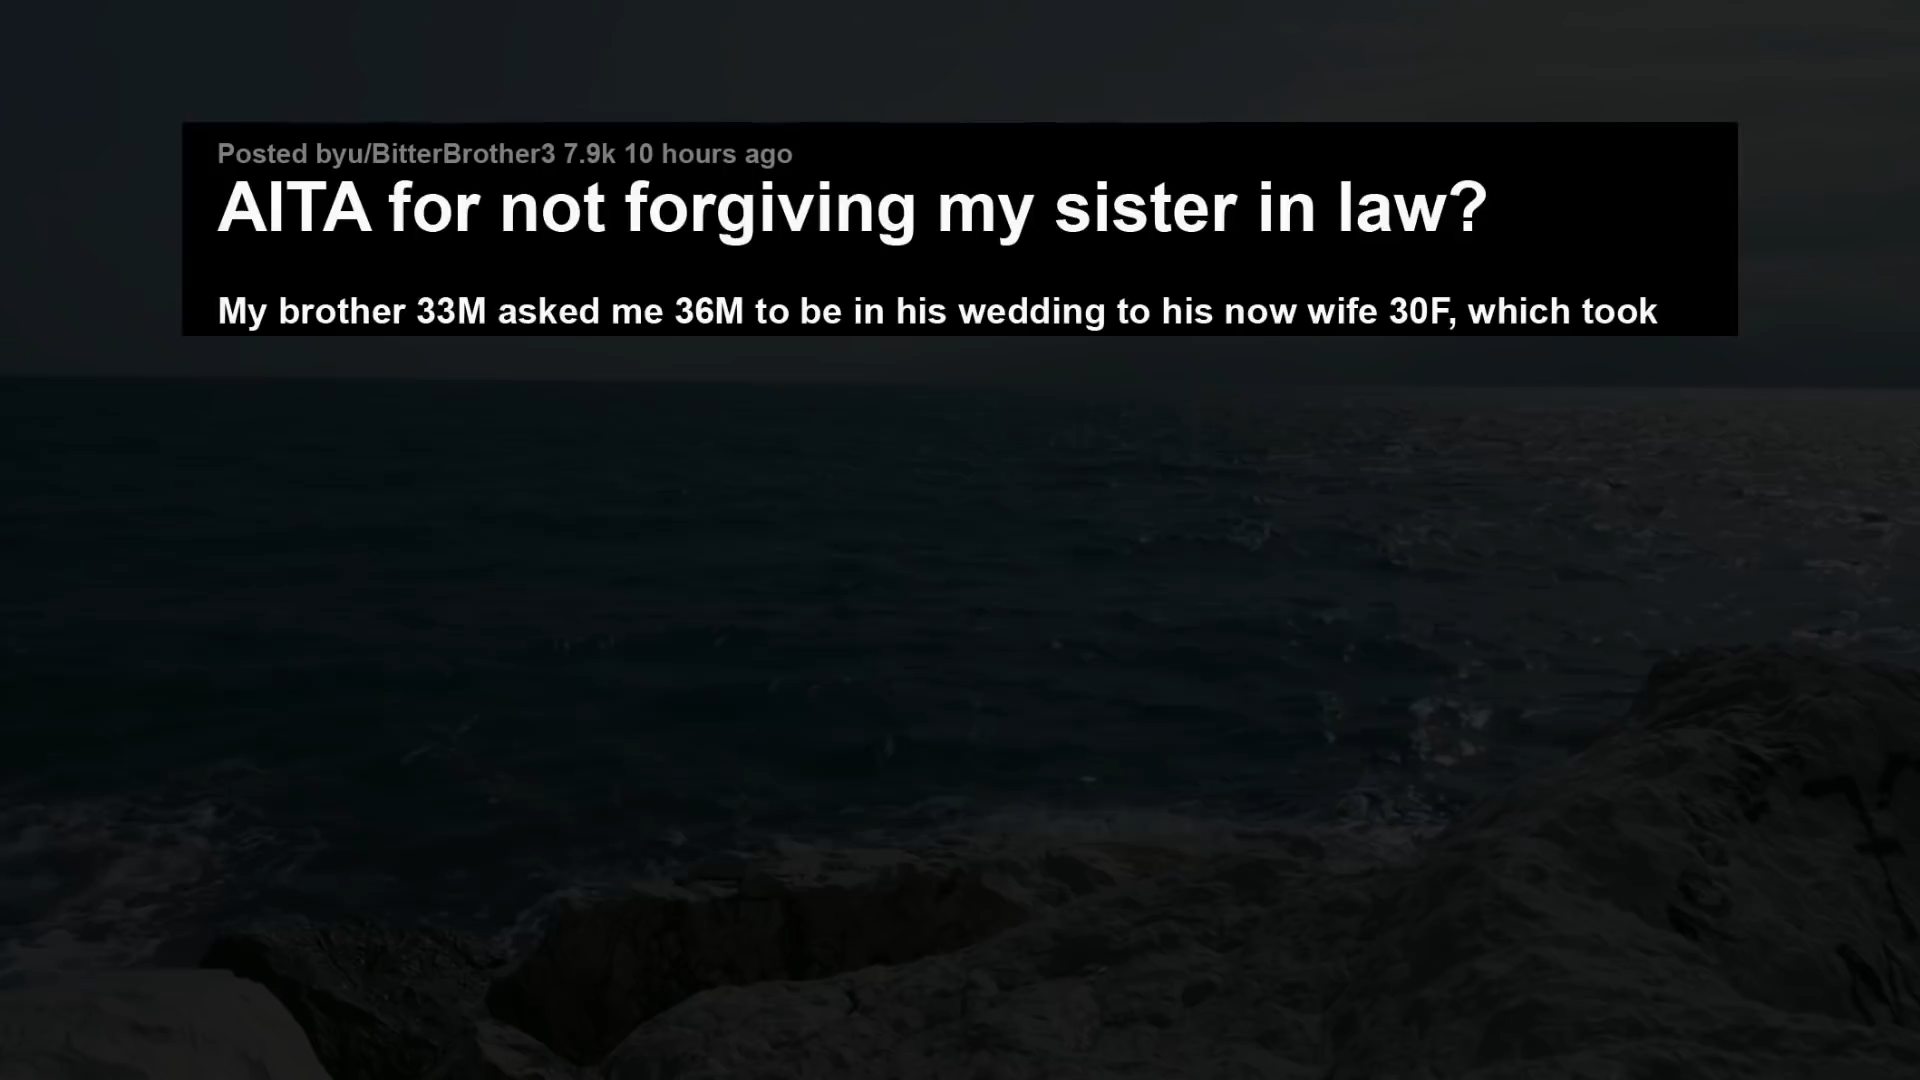 Posted byu/BitterBrother3 7.9k 10 hours ago
AITA for not forgiving my sister in law?
My brother 33M asked me 36M to be in his wedding to his now wife 30F, which took